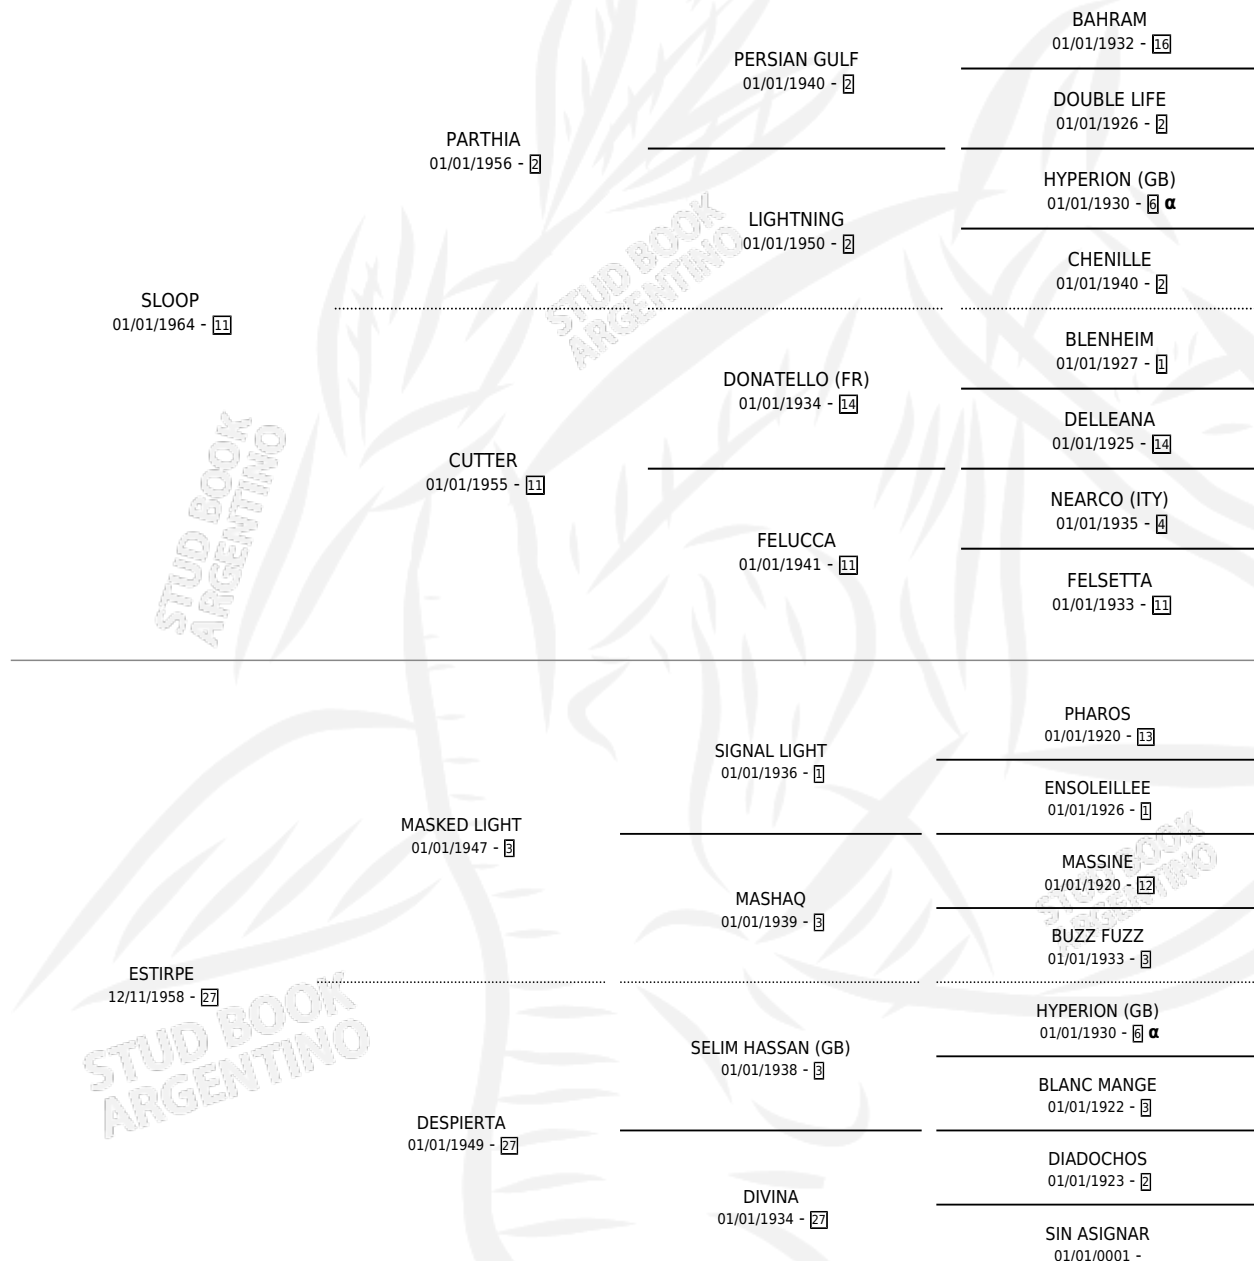 BAHRAM
01/01/1932 - 16
PERSIAN GULF
01/01/1940 - 2
DOUBLE LIFE
01/01/1926 - 2
PARTHIA
01/01/1956 - 2
HYPERION (GB)
01/01/1930 - 6 α
LIGHTNING
01/01/1950 - 2
CHENILLE
01/01/1940 - 2
SLOOP
01/01/1964 - 11
BLENHEIM
01/01/1927 - 1
DONATELLO (FR)
01/01/1934 - 14
DELLEANA
01/01/1925 - 14
CUTTER
01/01/1955 - 11
NEARCO (ITY)
01/01/1935 - 4
FELUCCA
01/01/1941 - 11
FELSETTA
01/01/1933 - 11
PHAROS
01/01/1920 - 13
SIGNAL LIGHT
01/01/1936 - 1
ENSOLEILLEE
01/01/1926 - 1
MASKED LIGHT
01/01/1947 - 3
MASSINE
01/01/1920 - 12
MASHAQ
01/01/1939 - 3
BUZZ FUZZ
01/01/1933 - 3
ESTIRPE
12/11/1958 - 27
HYPERION (GB)
01/01/1930 - 6 α
SELIM HASSAN (GB)
01/01/1938 - 3
BLANC MANGE
01/01/1922 - 3
DESPIERTA
01/01/1949 - 27
DIADOCHOS
01/01/1923 - 2
DIVINA
01/01/1934 - 27
SIN ASIGNAR
01/01/0001 -
STUD BOOK
ARGENTINO
STUD BOOK
ARGENTINO
STUD BOOK
ARGENTINO
STUD BOOK
ARGENTINO